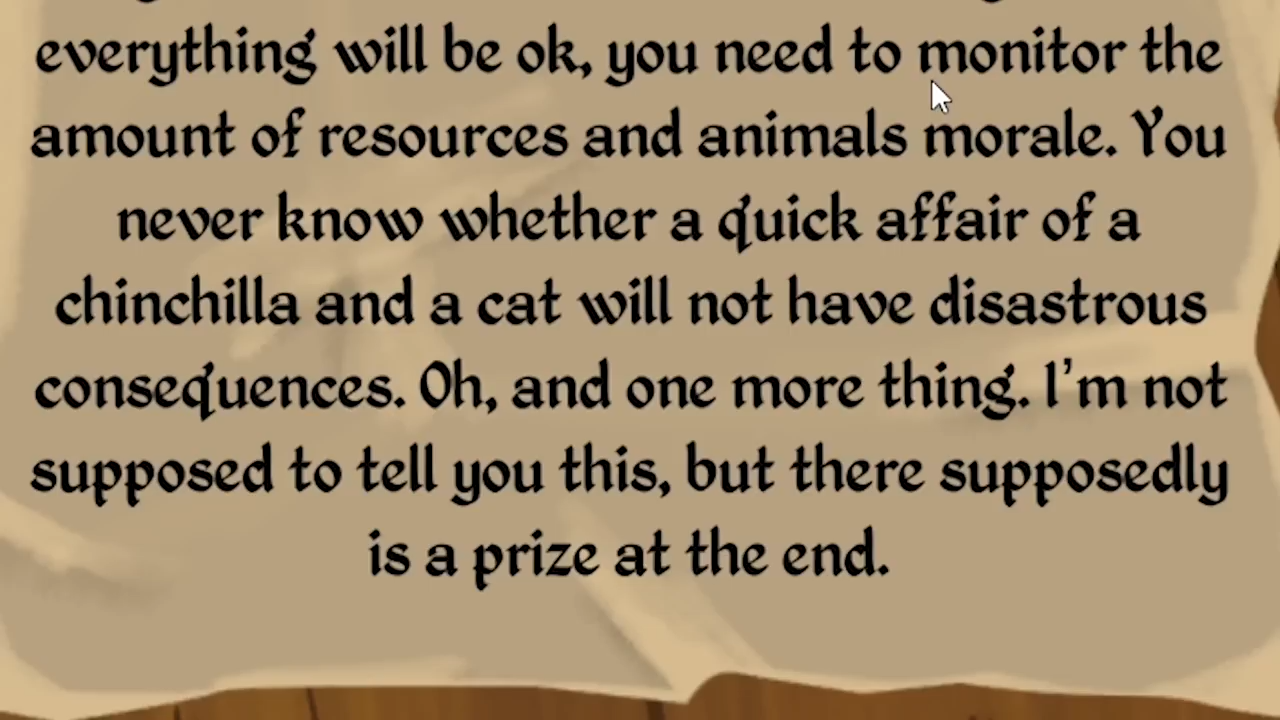 everything will be ok, you need to monitor the
amount of resources and animals morale. You
never know whether a quick affair of a
chinchilla and a cat will not have disastrous
consequences. Oh, and one more thing. I'm not
supposed to tell you this, but there supposedly
is a prize at the end.